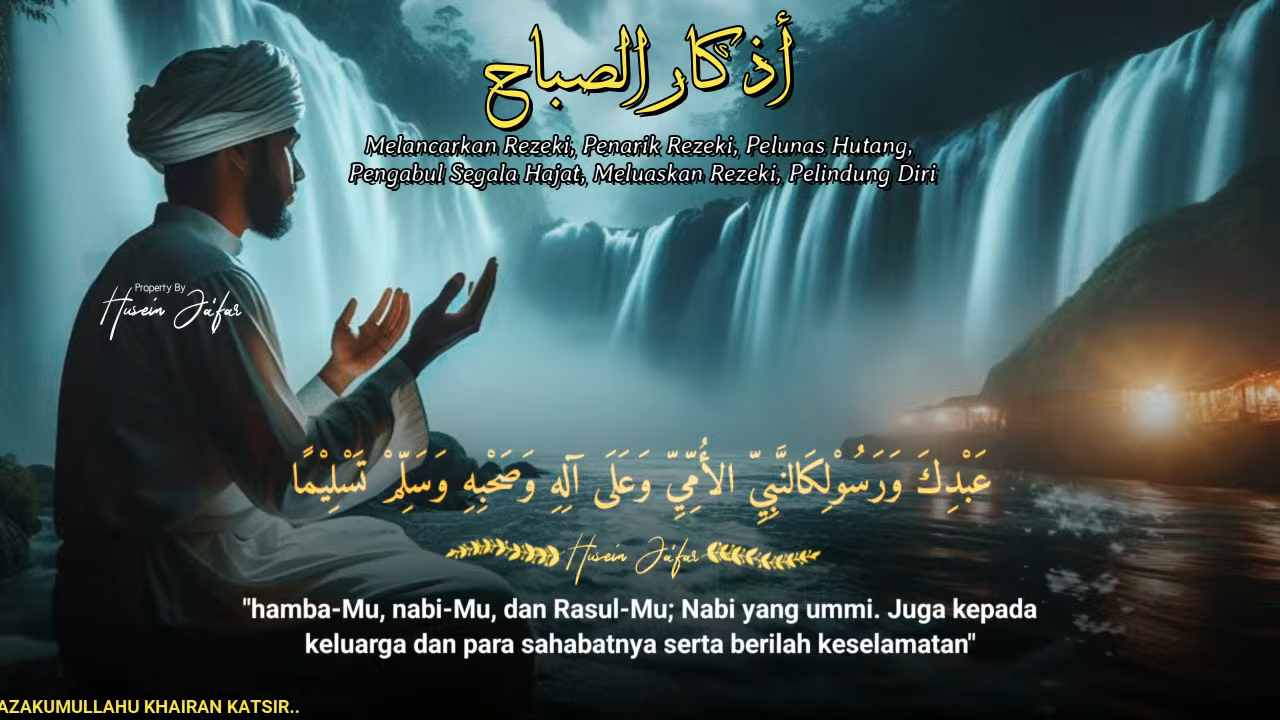 أذكار الصباح
Melancarkan Rezeki, Penarik Rezeki, Pelunas Hutang,
Pengabul Segala Hajat, Meluaskan Rezeki, Pelindung Diri
Property By
Husein Ja'far
عَبْدِكَ وَرَسُوْلِكَالنَّبِيِّ الأُمِّيِّ وَعَلَى آلِهِ وَصَحْبِهِ وَسَلِّمْ تَسْلِيْمًا
Husein Ja'far
"hamba-Mu, nabi-Mu, dan Rasul-Mu; Nabi yang ummi. Juga kepada
keluarga dan para sahabatnya serta berilah keselamatan"
AZAKUMULLAHU KHAIRAN KATSIR..